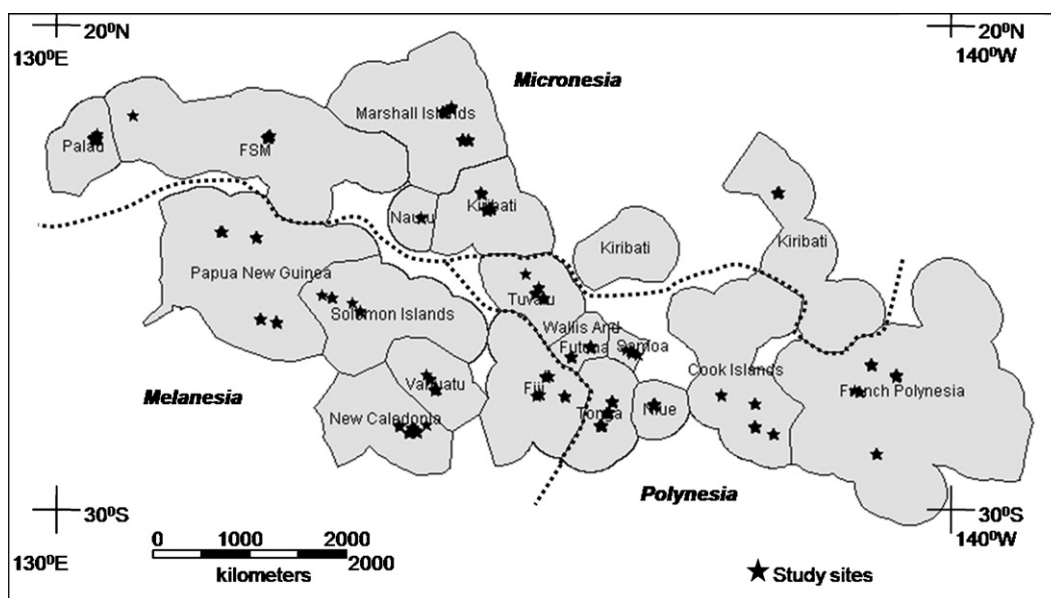 20⁰N
130⁰E
20⁰N
140⁰W
Micronesia
Marshall Islands
Palau
FSM
Nauru
Kiribati
Kiribati
Kiribati
Papua New Guinea
Solomon Islands
Tuvalu
Wallis And
Futuna
Samoa
Cook Islands
Vanuatu
Fiji
Tonga
Niue
French Polynesia
Melanesia
New Caledonia
Polynesia
30⁰S
130⁰E
30⁰S
140⁰W
0 1000 2000
kilometers 2000
Study sites